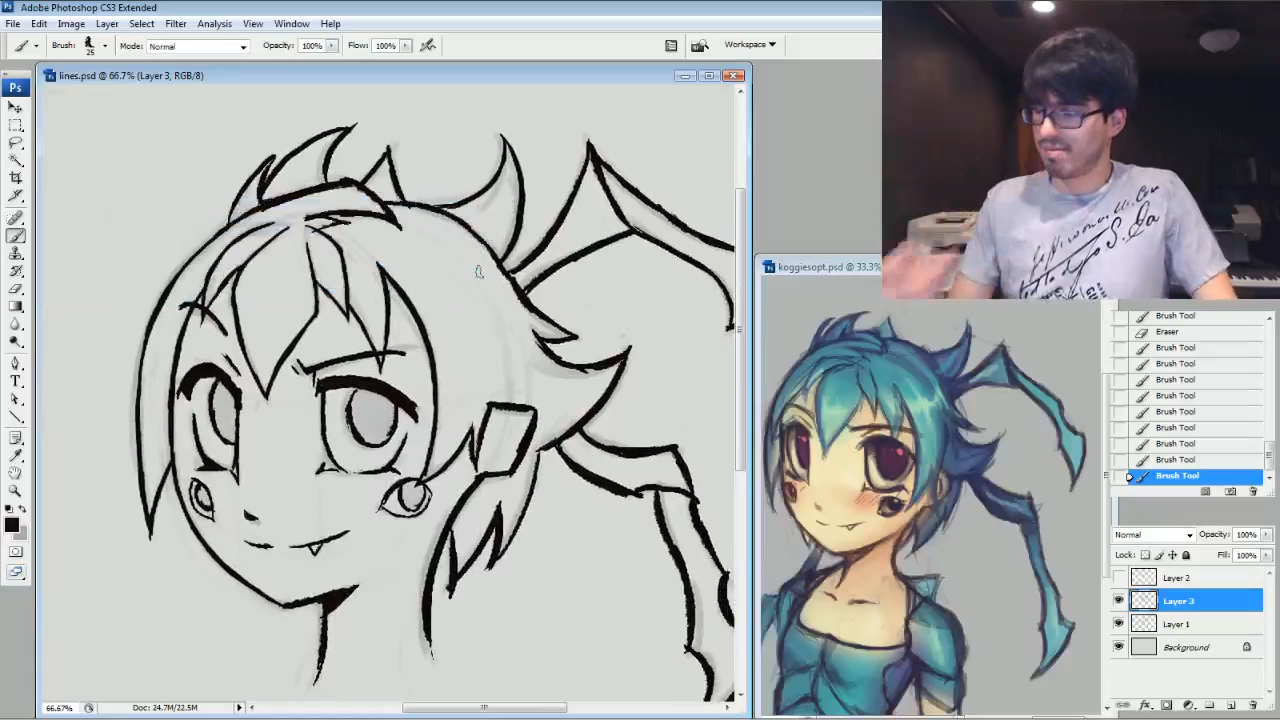 Adobe Photoshop CS3 Extended
File Edit Image Layer Select Filter Analysis View Window Help
Brush: 25 Mode: Normal Opacity: 100% Flow: 100% Workspace
lines.psd @ 66.7% (Layer 3, RGB/8)
Ps
koggiesopt.psd @ 33.3%
Brush Tool
Eraser
Brush Tool
Brush Tool
Brush Tool
Brush Tool
Brush Tool
Brush Tool
Brush Tool
Brush Tool
Brush Tool
Normal Opacity: 100%
Lock: Fill: 100%
Layer 2
Layer 3
Layer 1
Background
66.67% Doc: 24.7M/22.5M